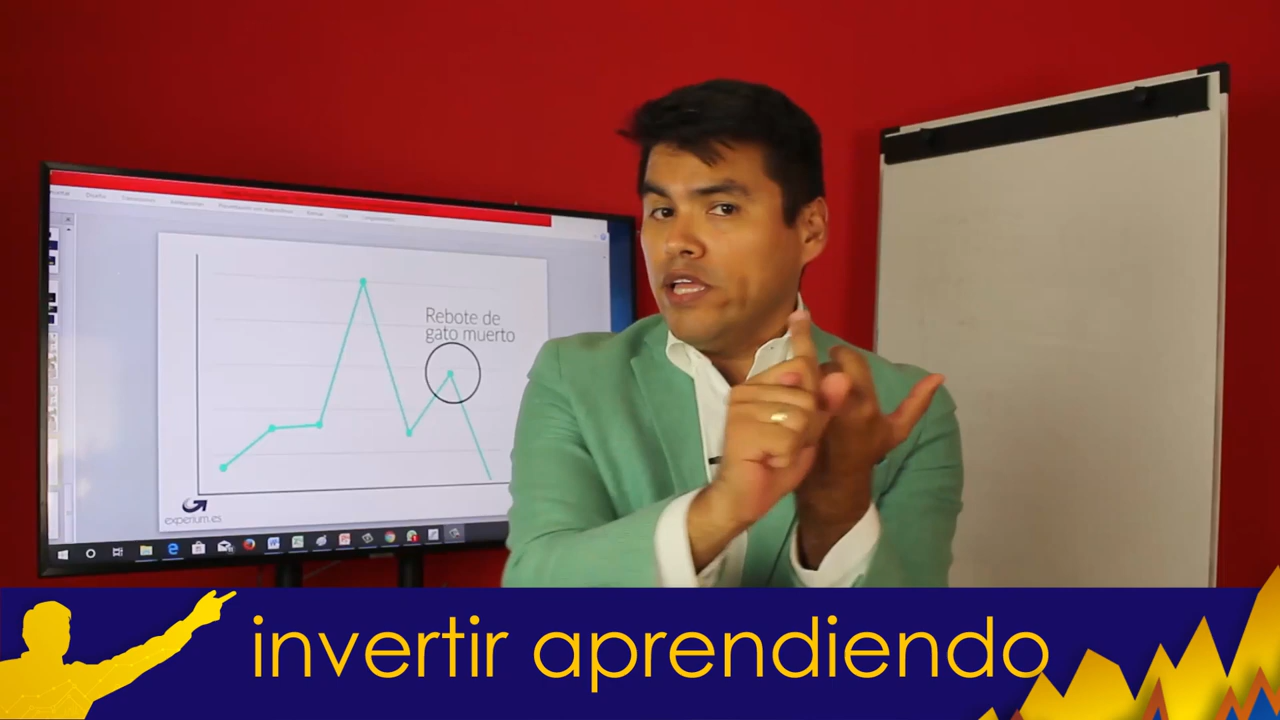 Rebote de
gato muerto
experium.es
invertir aprendiendo